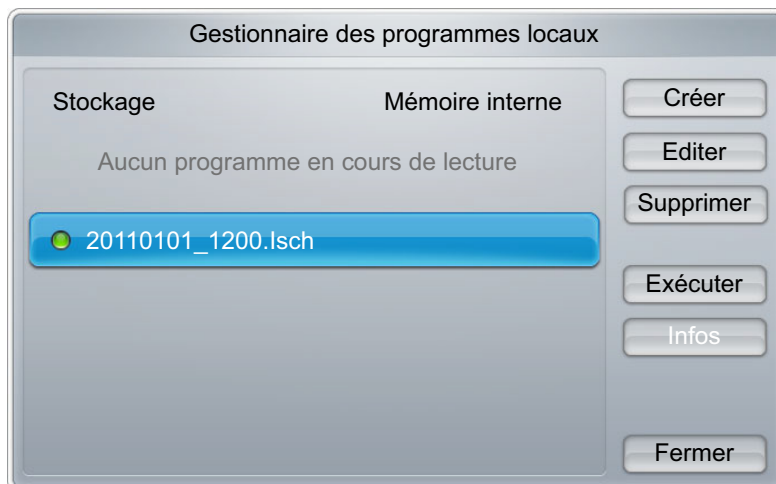 Gestionnaire des programmes locaux
Stockage Mémoire interne
Aucun programme en cours de lecture
20110101_1200.lsch
Créer
Editer
Supprimer
Exécuter
Infos
Fermer